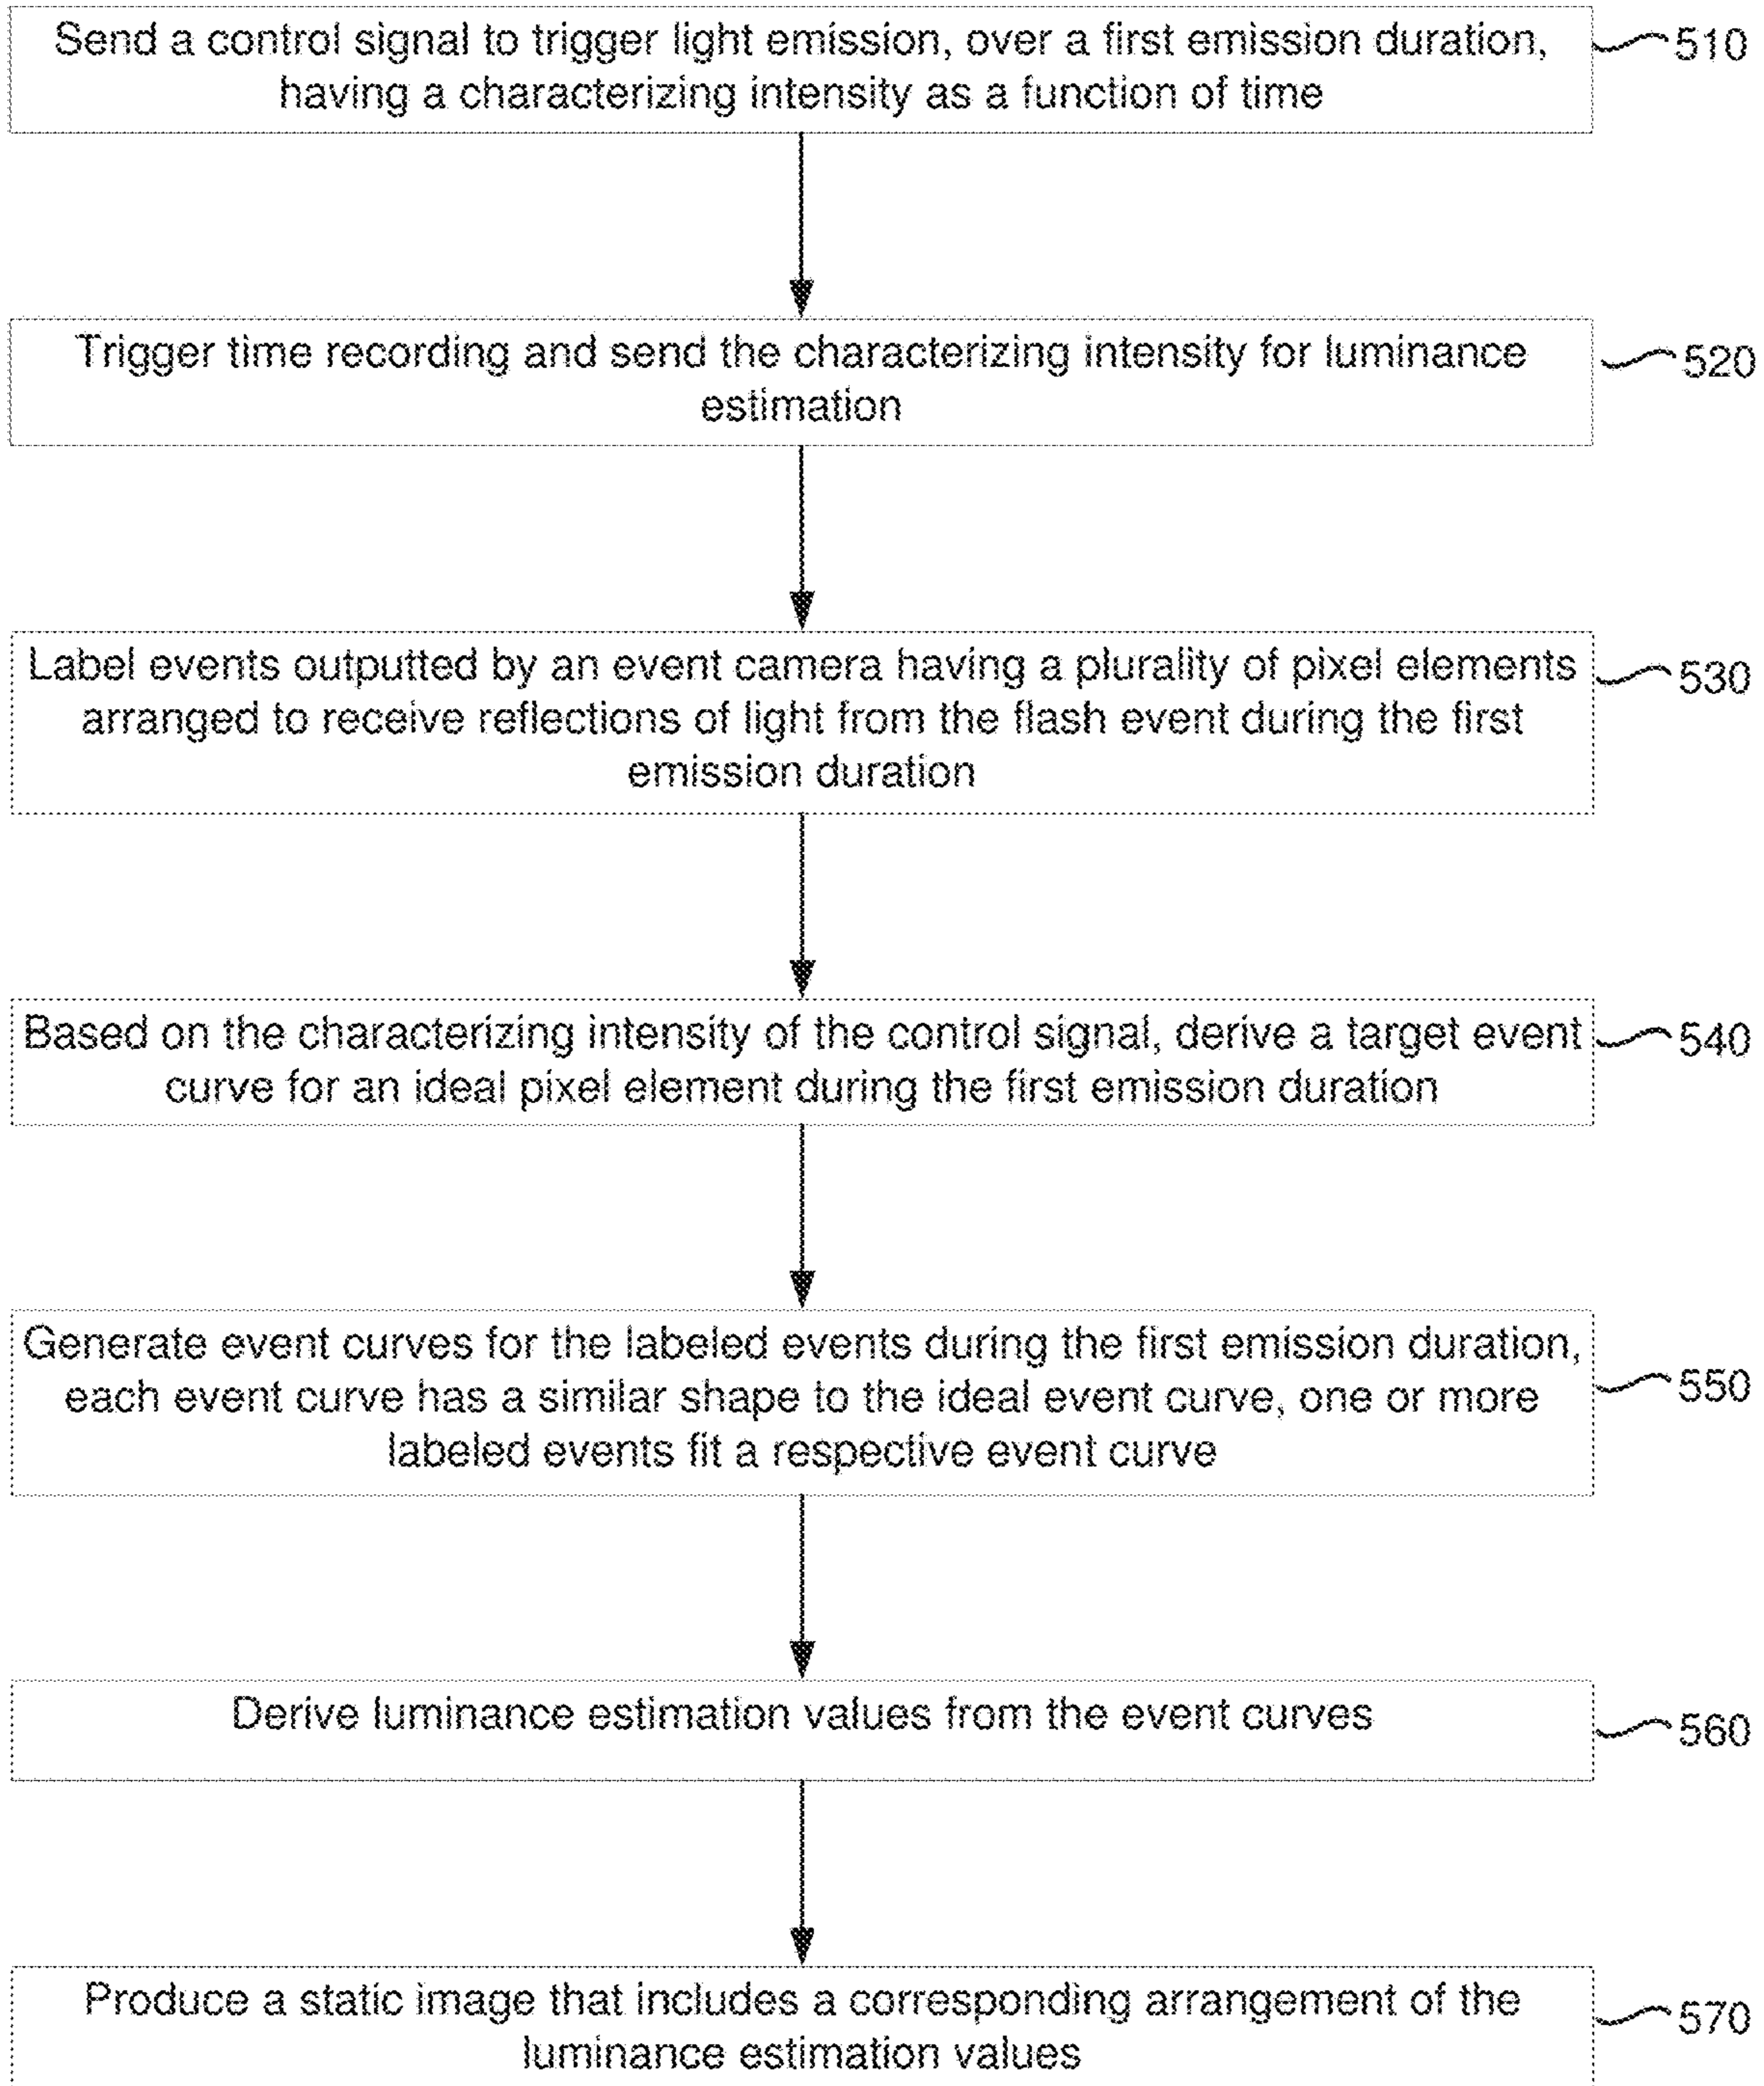 Send a control signal to trigger light emission, over a first emission duration,
having a characterizing intensity as a function of time
510
Trigger time recording and send the characterizing intensity for luminance
estimation
520
Label events outputted by an event camera having a plurality of pixel elements
arranged to receive reflections of light from the flash event during the first
emission duration
530
Based on the characterizing intensity of the control signal, derive a target event
curve for an ideal pixel element during the first emission duration
540
Generate event curves for the labeled events during the first emission duration,
each event curve has a similar shape to the ideal event curve, one or more
labeled events fit a respective event curve
550
Derive luminance estimation values from the event curves
560
Produce a static image that includes a corresponding arrangement of the
luminance estimation values
570